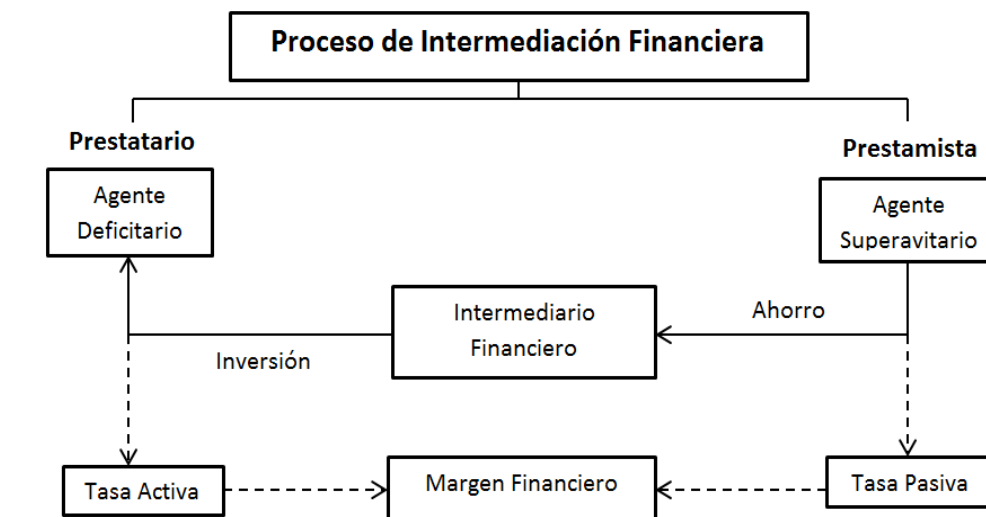 Proceso de Intermediación Financiera
Prestatario
Prestamista
Agente
Deficitario
Agente
Superavitario
Intermediario
Financiero
Ahorro
Inversión
Tasa Activa
Margen Financiero
Tasa Pasiva